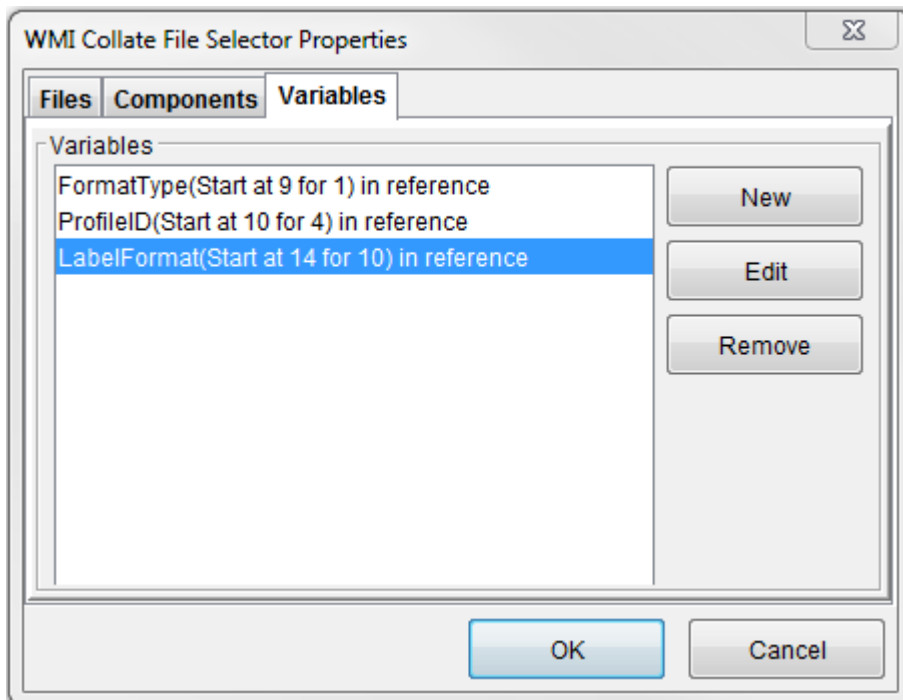 WMI Collate File Selector Properties
Files Components Variables
Variables
FormatType(Start at 9 for 1) in reference
ProfileID(Start at 10 for 4) in reference
LabelFormat(Start at 14 for 10) in reference
New
Edit
Remove
OK Cancel